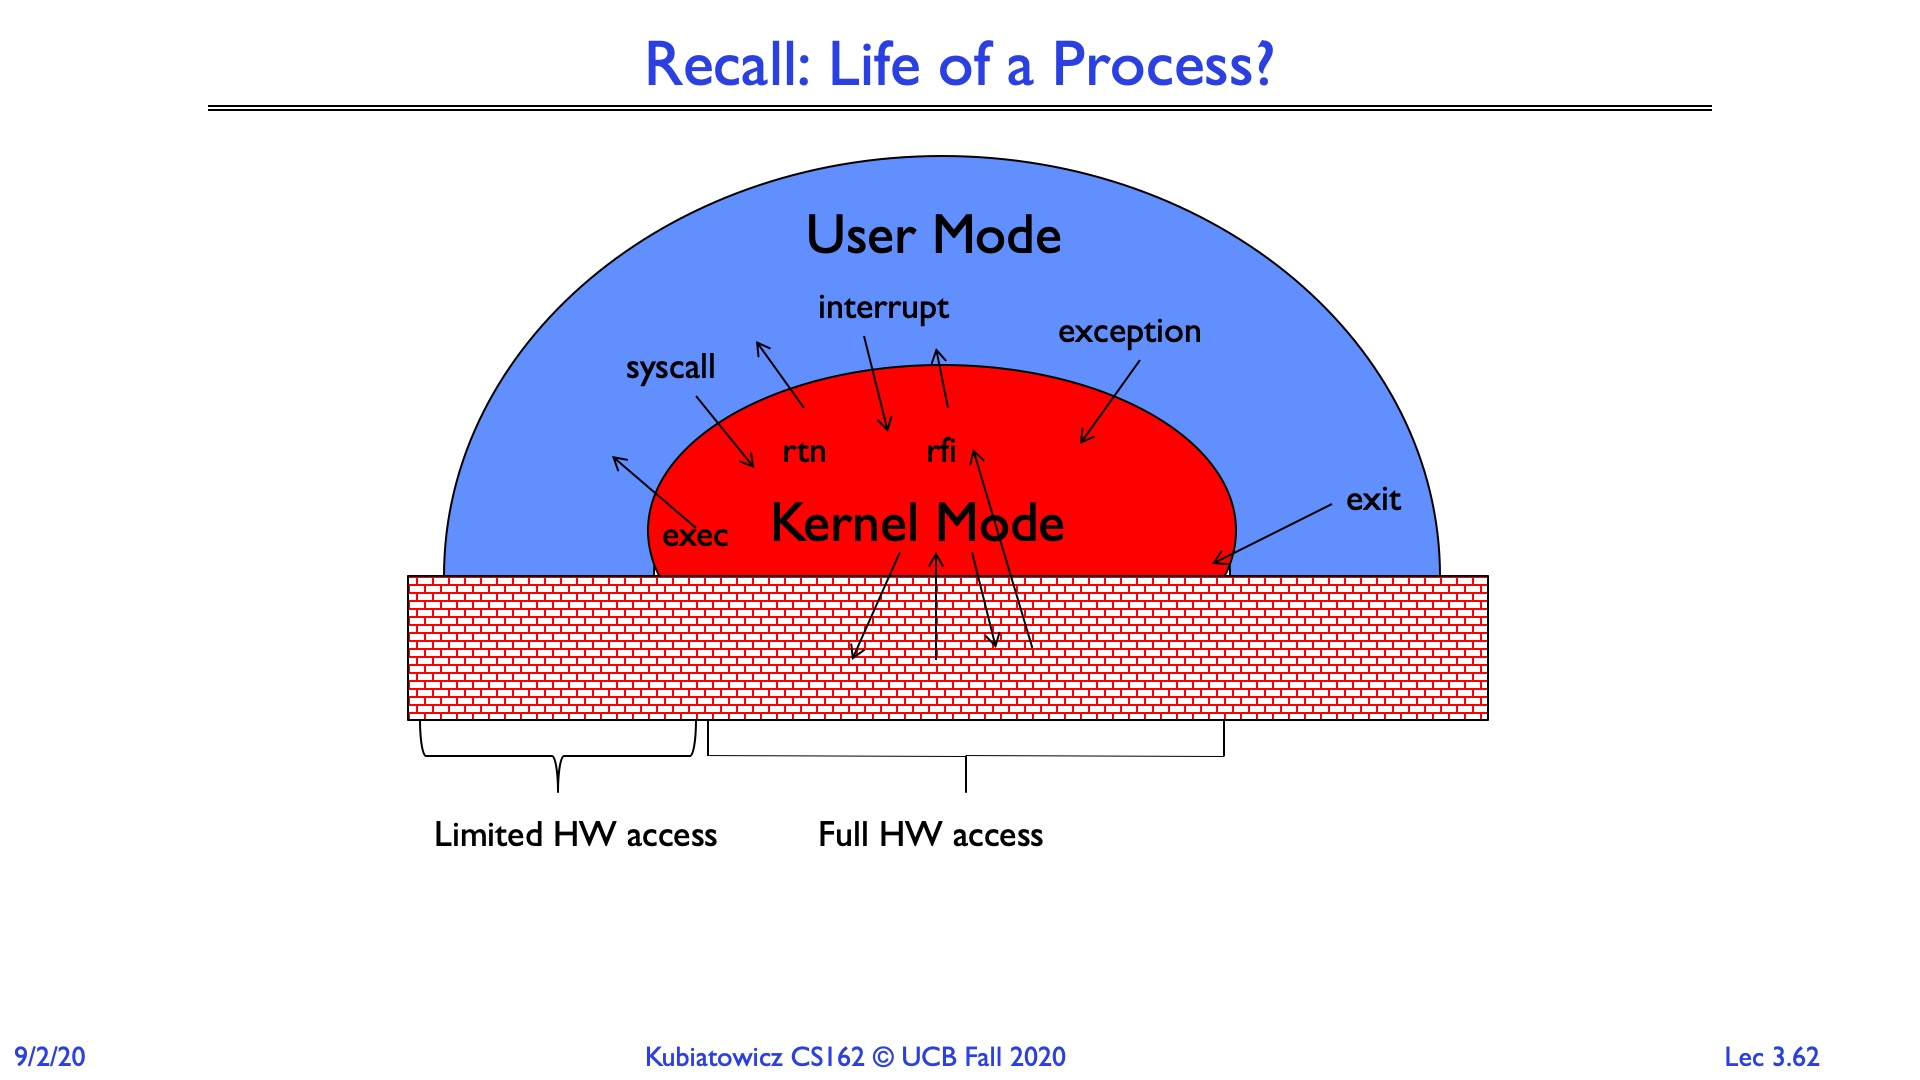 Recall: Life of a Process?
User Mode
interrupt
exception
syscall
rtn
rfi
exit
Kernel Mode
exec
Limited HW access
Full HW access
9/2/20
Kubiatowicz CS162 © UCB Fall 2020
Lec 3.62